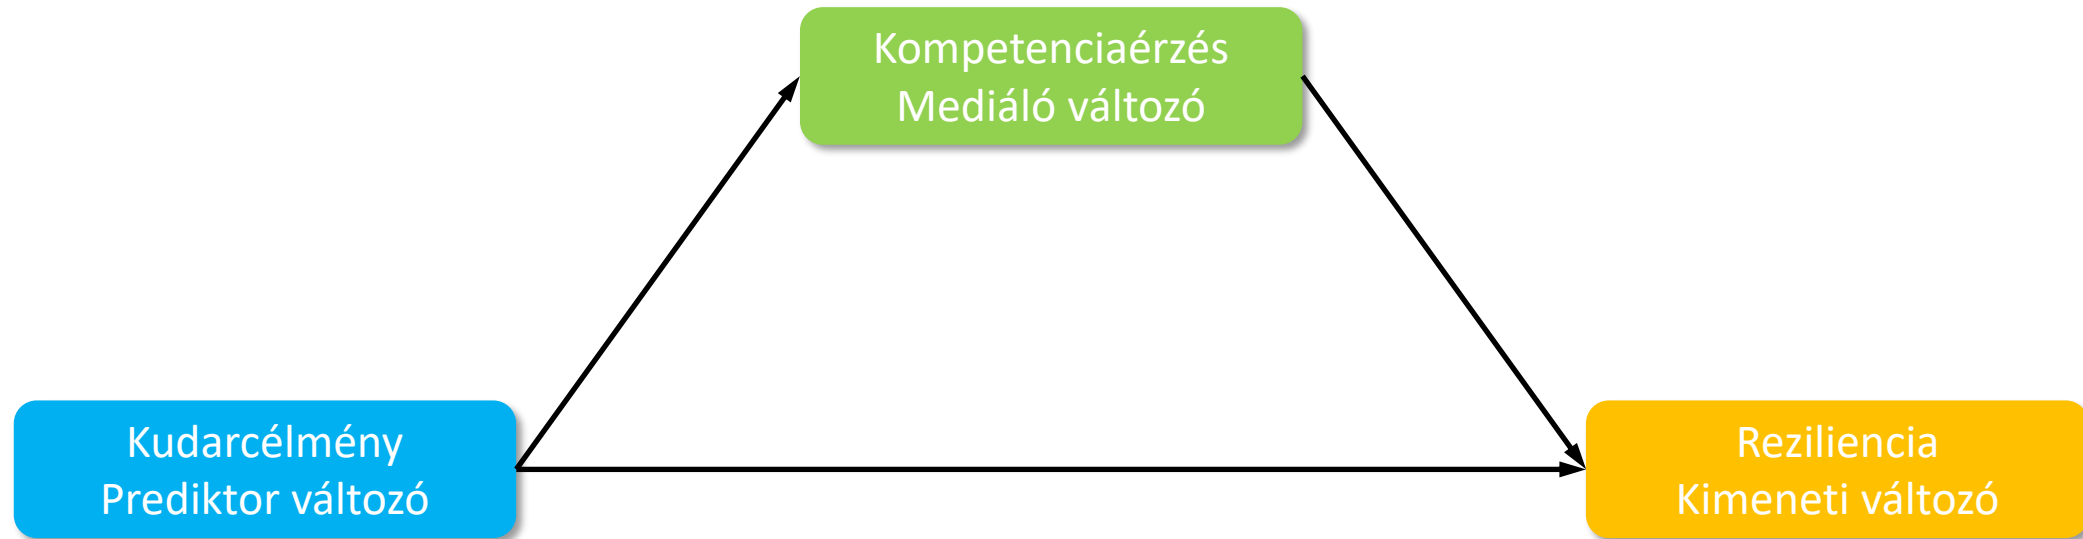 Kompetenciaérzés
Mediáló változó
Kudarcélmény
Prediktor változó
Reziliencia
Kimeneti változó